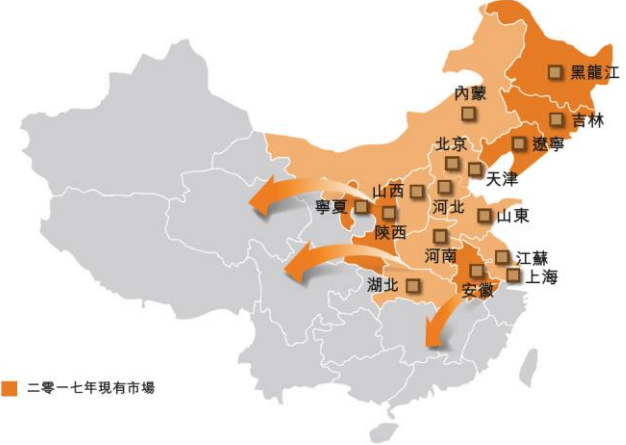 黑龍江
內蒙
吉林
北京
遼寧
天津
山西
河北
寧夏
陝西
山東
河南
江蘇
湖北
安徽
上海
二零一七年現有市場